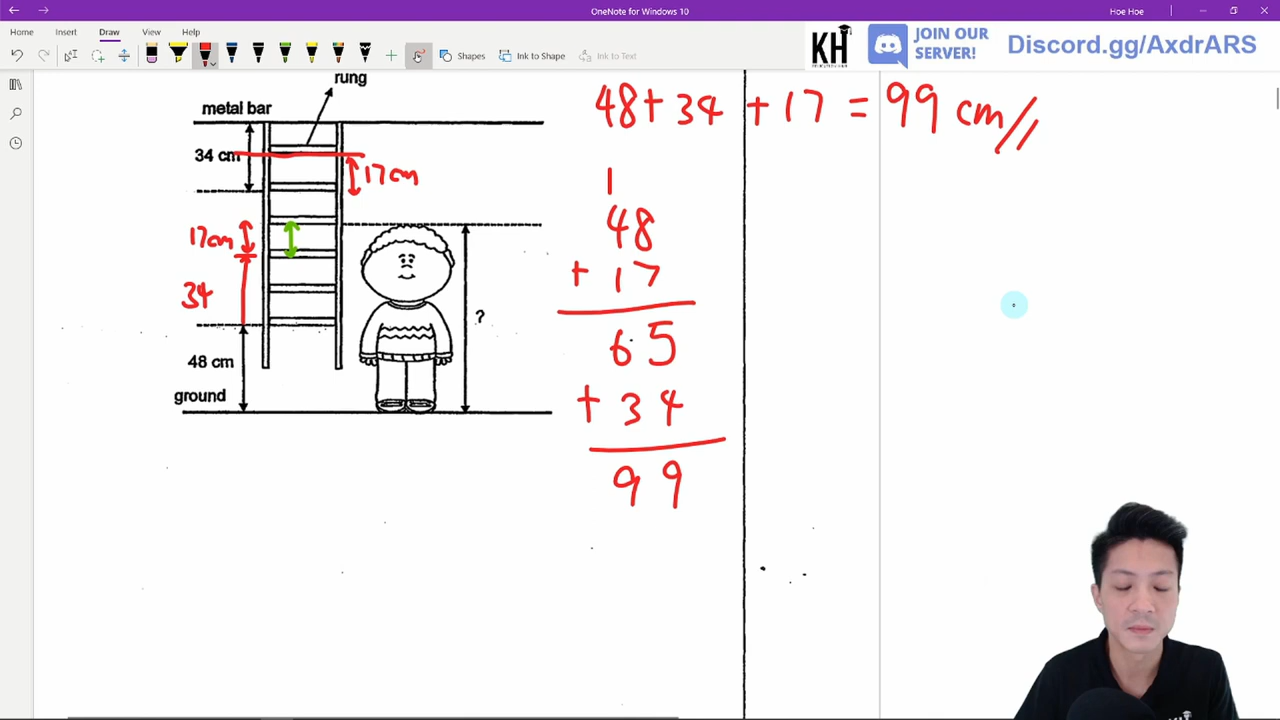 OneNote for Windows 10
Hoe Hoe
Home Insert Draw View Help
Shapes
Ink to Shape
Ink to Text
KH
JOIN OUR
SERVER!
Discord.gg/AxdrARS
rung
metal bar
34 cm
17cm
17cm
34
48 cm
ground
?
48 + 34 + 17 = 99 cm//
1
48
+ 17
65
+ 34
99